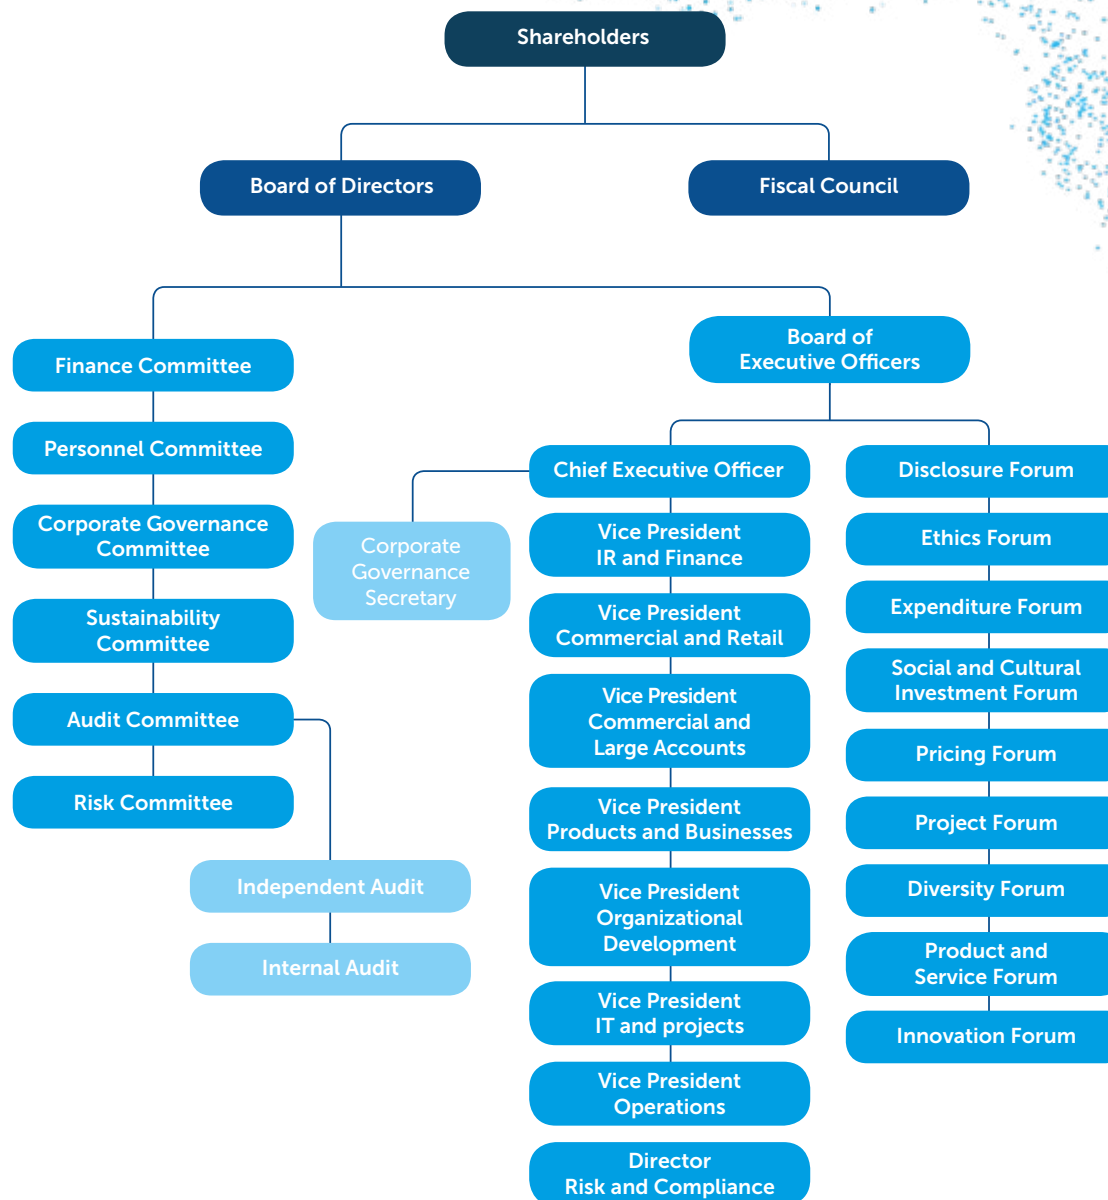 Shareholders
Board of Directors
Fiscal Council
Finance Committee
Personnel Committee
Corporate Governance
Committee
Sustainability
Committee
Audit Committee
Risk Committee
Independent Audit
Internal Audit
Board of
Executive Officers
Chief Executive Officer
Corporate
Governance
Secretary
Vice President
IR and Finance
Vice President
Commercial and Retail
Vice President
Commercial and
Large Accounts
Vice President
Products and Businesses
Vice President
Organizational
Development
Vice President
IT and projects
Vice President
Operations
Director
Risk and Compliance
Disclosure Forum
Ethics Forum
Expenditure Forum
Social and Cultural
Investment Forum
Pricing Forum
Project Forum
Diversity Forum
Product and
Service Forum
Innovation Forum